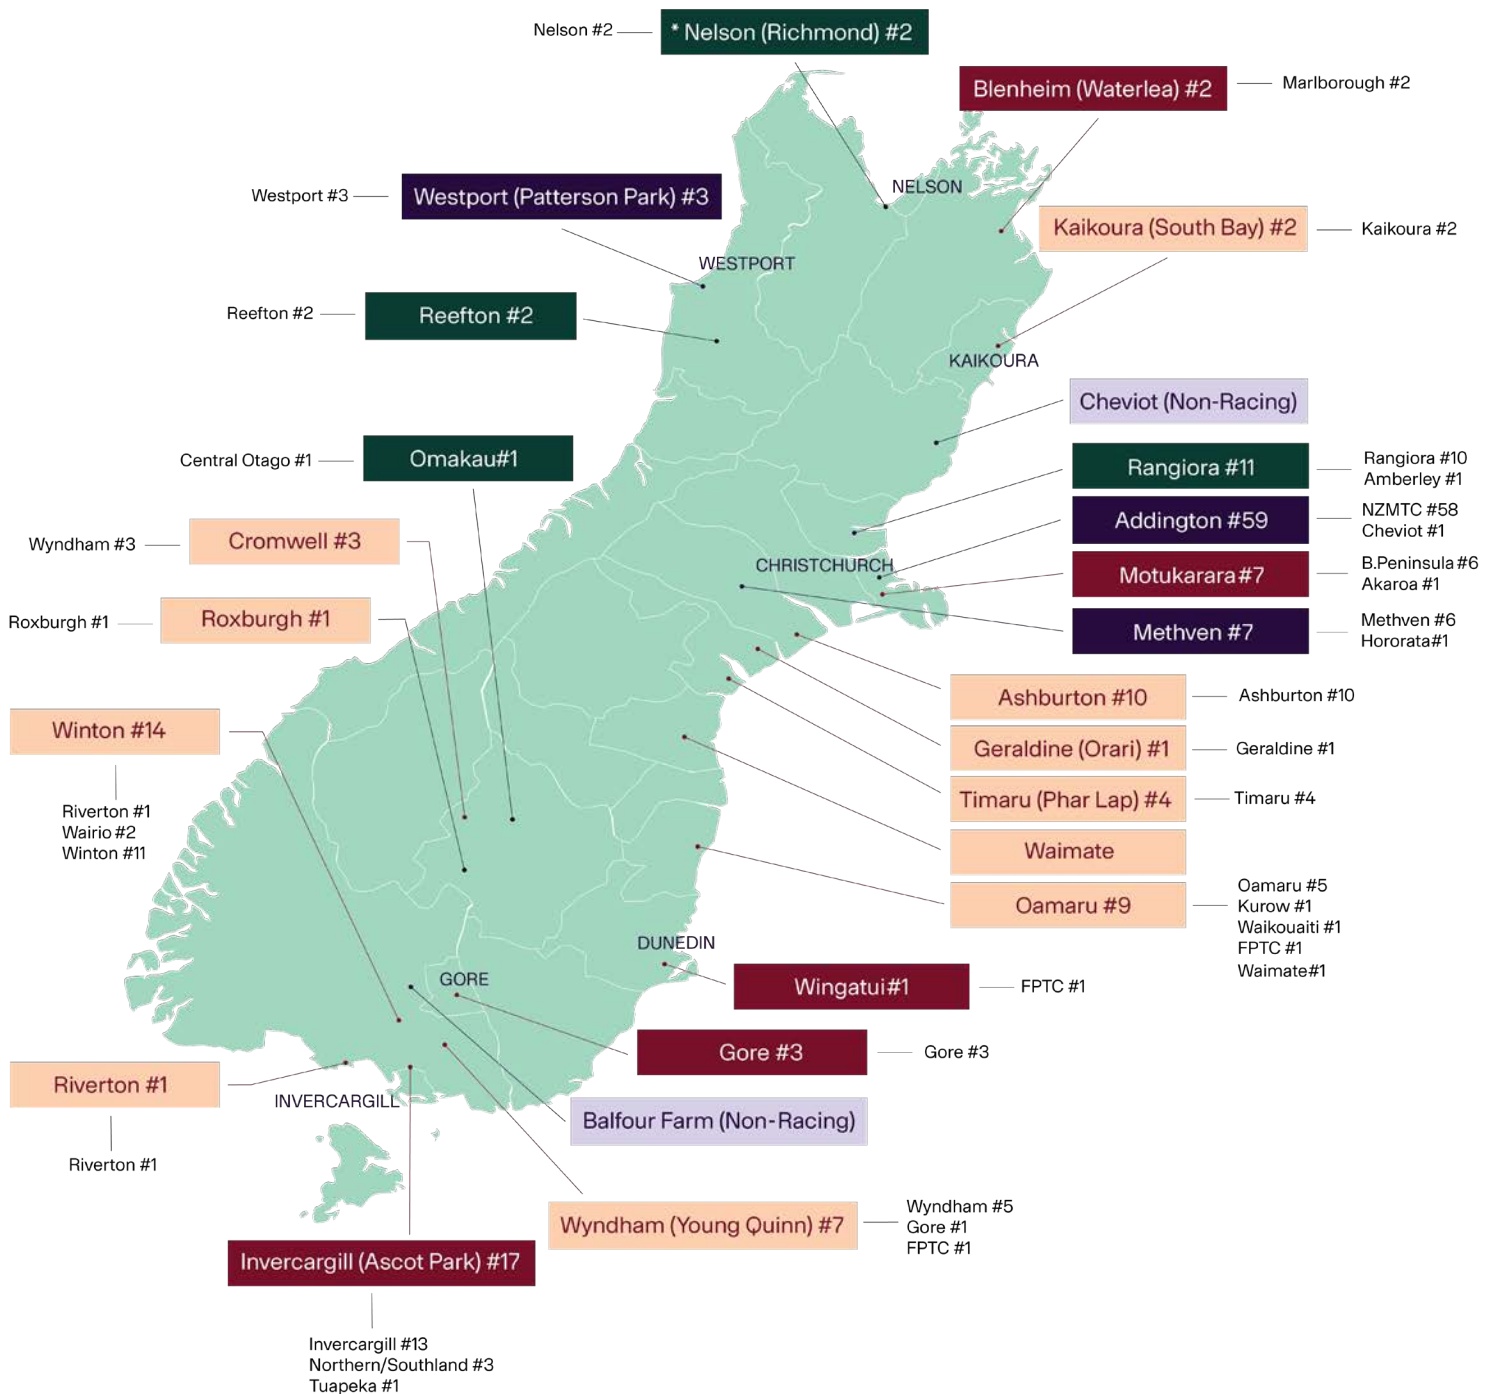 Nelson #2
* Nelson (Richmond) #2
Blenheim (Waterlea) #2
Marlborough #2
NELSON
Westport #3
Westport (Patterson Park) #3
Kaikoura (South Bay) #2
Kaikoura #2
WESTPORT
Reefton #2
Reefton #2
KAIKOURA
Cheviot (Non-Racing)
Central Otago #1
Omakau#1
Rangiora #11
Rangiora #10
Amberley #1
Wyndham #3
Cromwell #3
Addington #59
NZMTC #58
Cheviot #1
CHRISTCHURCH
Motukarara#7
B.Peninsula #6
Akaroa #1
Roxburgh #1
Roxburgh #1
Methven #7
Methven #6
Hororata#1
Ashburton #10
Ashburton #10
Winton #14
Geraldine (Orari) #1
Geraldine #1
Riverton #1
Wairio #2
Winton #11
Timaru (Phar Lap) #4
Timaru #4
Waimate
Oamaru #9
Oamaru #5
Kurow #1
Waikouaiti #1
FPTC #1
Waimate#1
DUNEDIN
GORE
Wingatui#1
FPTC #1
Gore #3
Gore #3
Riverton #1
Riverton #1
INVERCARGILL
Balfour Farm (Non-Racing)
Wyndham (Young Quinn) #7
Wyndham #5
Gore #1
FPTC #1
Invercargill (Ascot Park) #17
Invercargill #13
Northern/Southland #3
Tuapeka #1